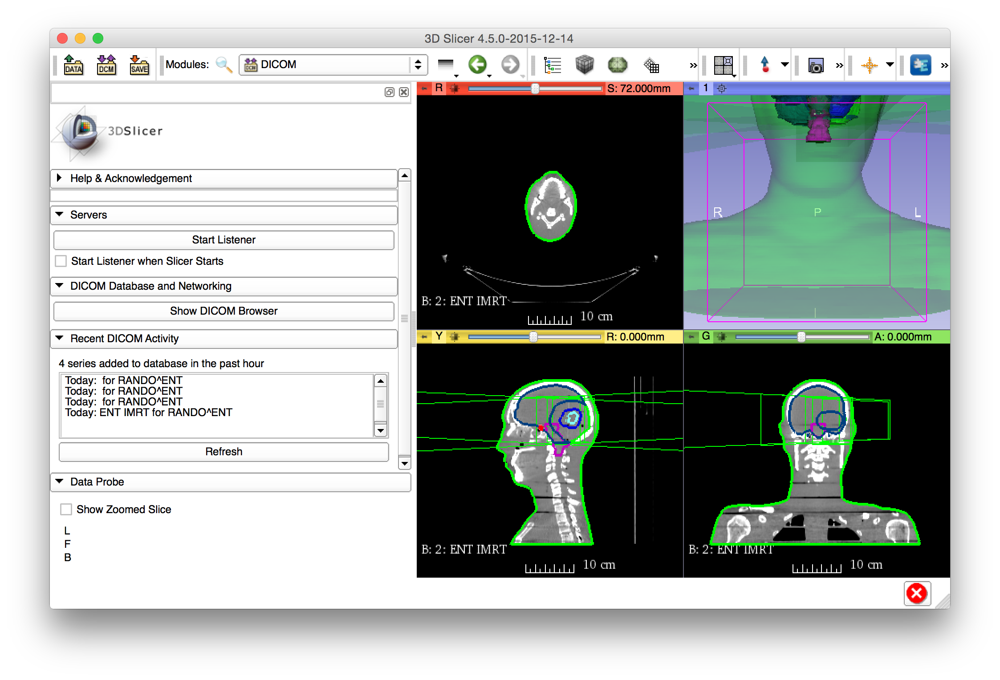 3D Slicer 4.5.0-2015-12-14
DATA
DCM
SAVE
Modules:
DCM
DICOM
3DSlicer
Help & Acknowledgement
Servers
Start Listener
Start Listener when Slicer Starts
DICOM Database and Networking
Show DICOM Browser
Recent DICOM Activity
4 series added to database in the past hour
Today:  for RANDO^ENT
Today:  for RANDO^ENT
Today:  for RANDO^ENT
Today: ENT IMRT for RANDO^ENT
Refresh
Data Probe
Show Zoomed Slice
L
F
B
R
S: 72.000mm
B: 2: ENT IMRT
10 cm
1
R
P
L
I
Y
R: 0.000mm
B: 2: ENT IMRT
10 cm
G
A: 0.000mm
B: 2: ENT IMRT
10 cm